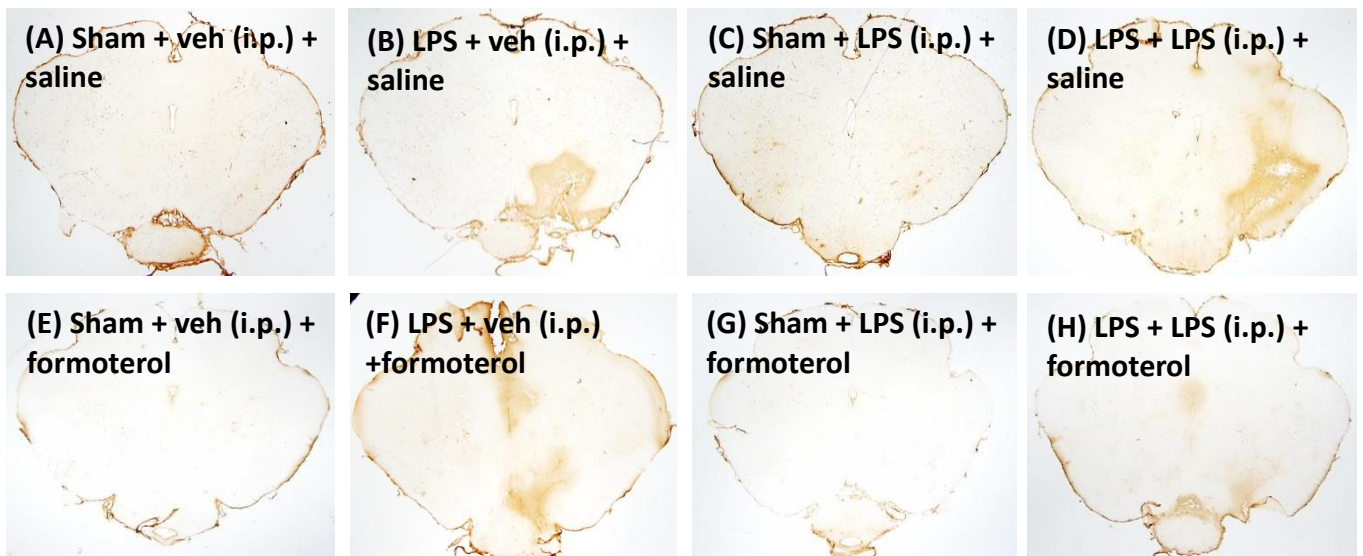 (A) Sham + veh (i.p.) +
saline
(B) LPS + veh (i.p.) +
saline
(C) Sham + LPS (i.p.) +
saline
(D) LPS + LPS (i.p.) +
saline
(E) Sham + veh (i.p.) +
formoterol
(F) LPS + veh (i.p.)
+formoterol
(G) Sham + LPS (i.p.) +
formoterol
(H) LPS + LPS (i.p.) +
formoterol